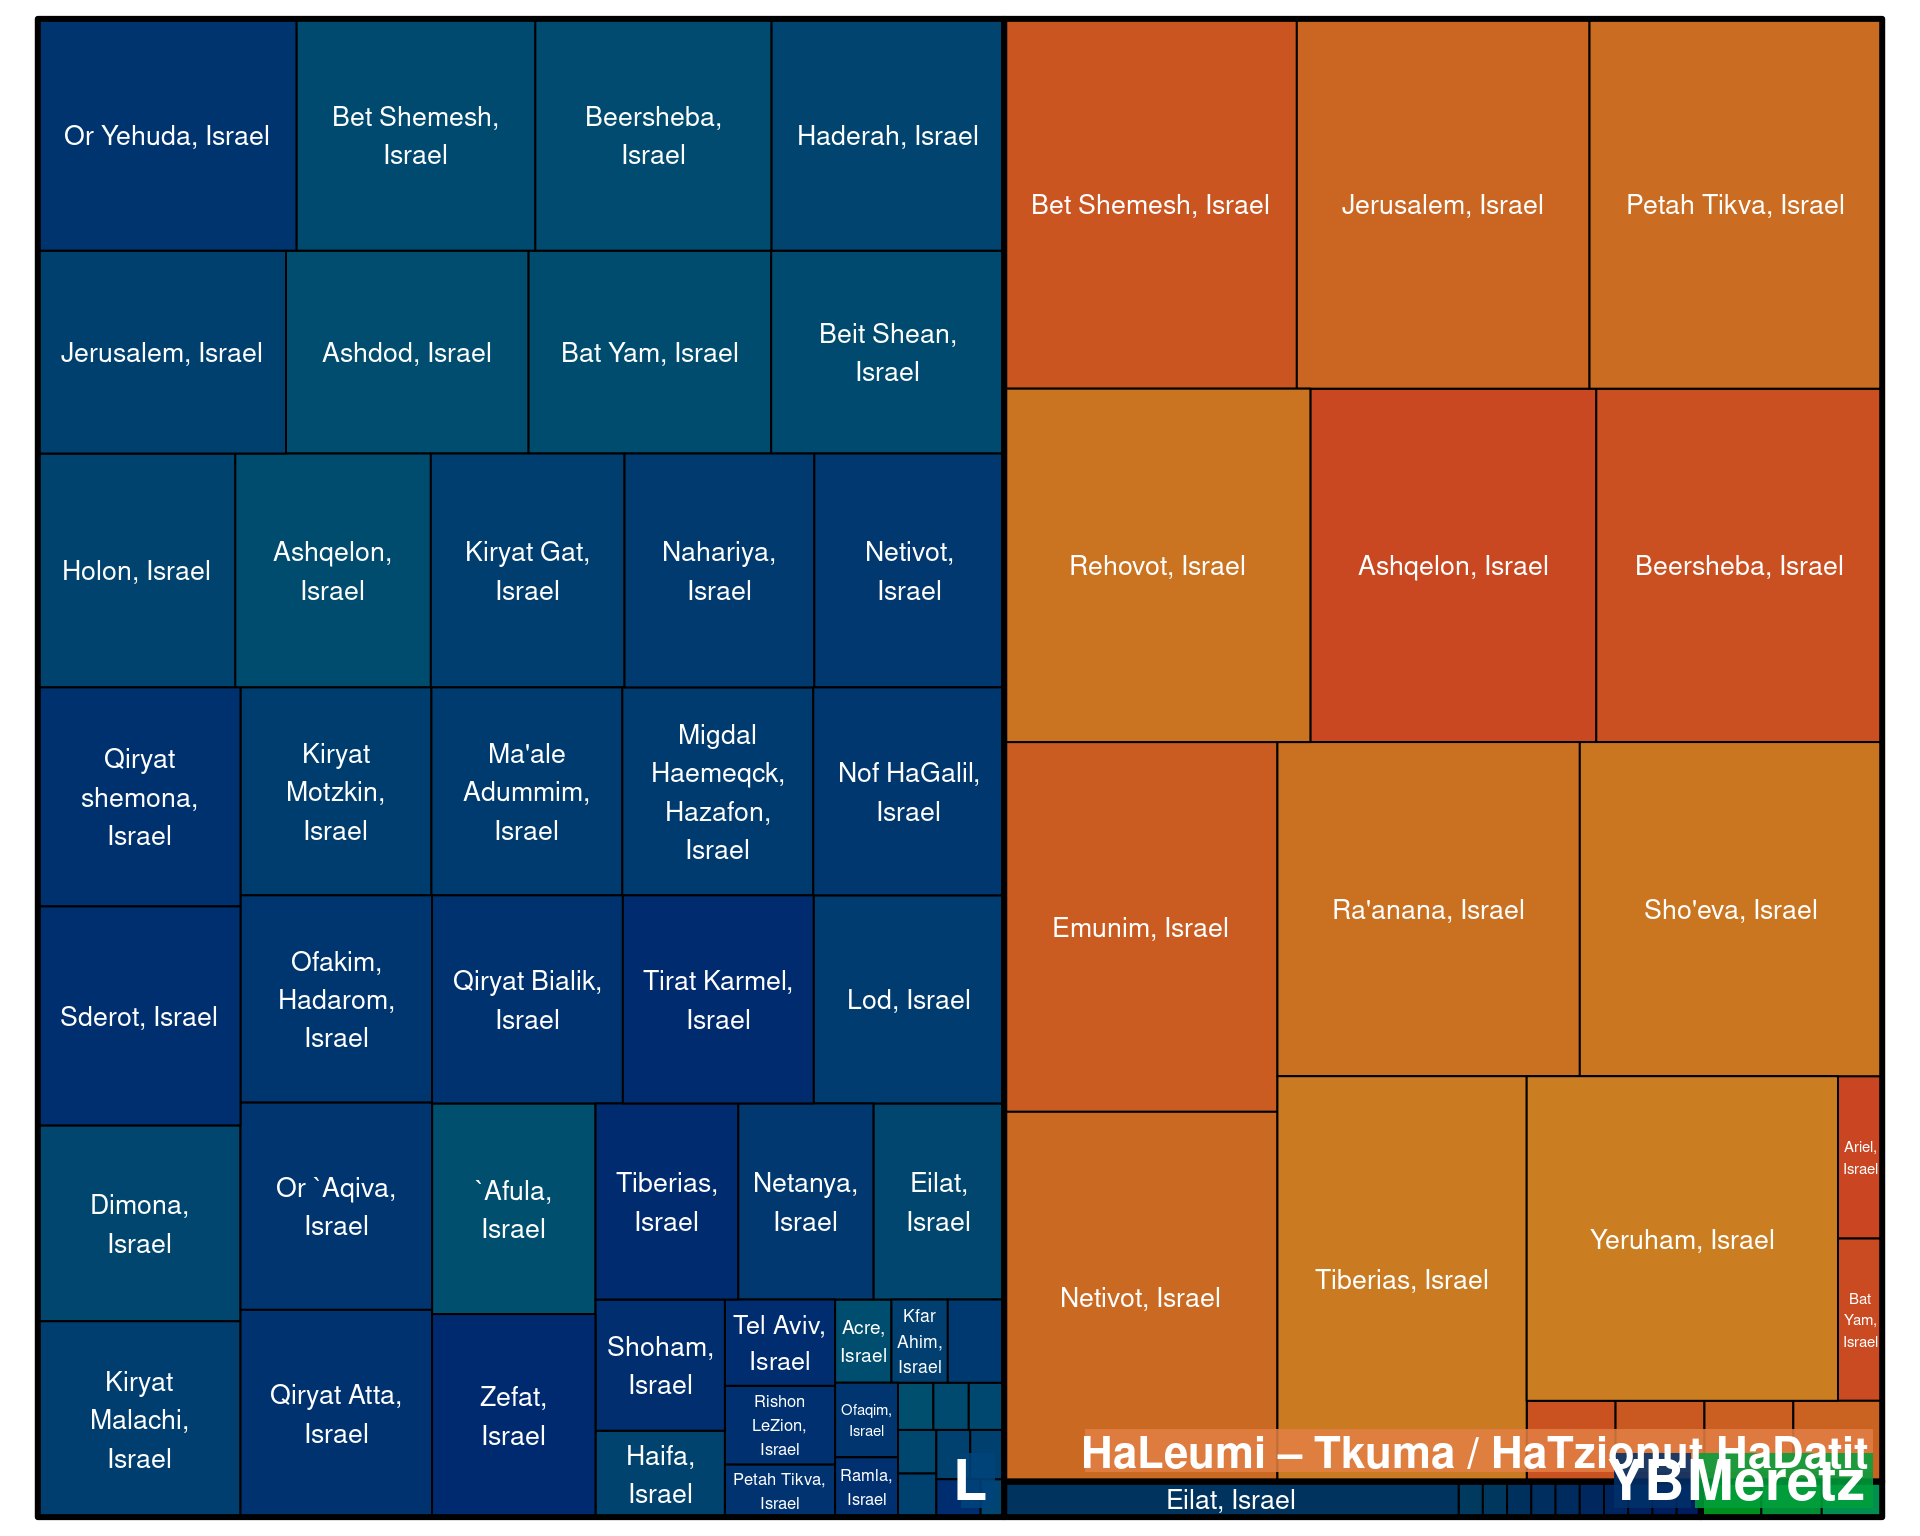 Or Yehuda, Israel
Bet Shemesh,
Israel
Beersheba,
Israel
Haderah, Israel
Jerusalem, Israel
Ashdod, Israel
Bat Yam, Israel
Beit Shean,
Israel
Holon, Israel
Ashqelon,
Israel
Kiryat Gat,
Israel
Nahariya,
Israel
Netivot,
Israel
Qiryat
shemona,
Israel
Kiryat
Motzkin,
Israel
Ma'ale
Adummim,
Israel
Migdal
Haemeqck,
Hazafon,
Israel
Nof HaGalil,
Israel
Sderot, Israel
Ofakim,
Hadarom,
Israel
Qiryat Bialik,
Israel
Tirat Karmel,
Israel
Lod, Israel
Dimona,
Israel
Or `Aqiva,
Israel
`Afula,
Israel
Tiberias,
Israel
Netanya,
Israel
Eilat,
Israel
Kiryat
Malachi,
Israel
Qiryat Atta,
Israel
Zefat,
Israel
Shoham,
Israel
Haifa,
Israel
Tel Aviv,
Israel
Rishon
LeZion,
Israel
Petah Tikva,
Israel
Acre,
Israel
Kfar
Ahim,
Israel
Ofaqim,
Israel
Ramla,
Israel
L
Bet Shemesh, Israel
Jerusalem, Israel
Petah Tikva, Israel
Rehovot, Israel
Ashqelon, Israel
Beersheba, Israel
Emunim, Israel
Ra'anana, Israel
Sho'eva, Israel
Netivot, Israel
Tiberias, Israel
Yeruham, Israel
Ariel,
Israel
Bat
Yam,
Israel
HaLeumi – Tkuma / HaTzionut HaDatit
Eilat, Israel
YB
Meretz